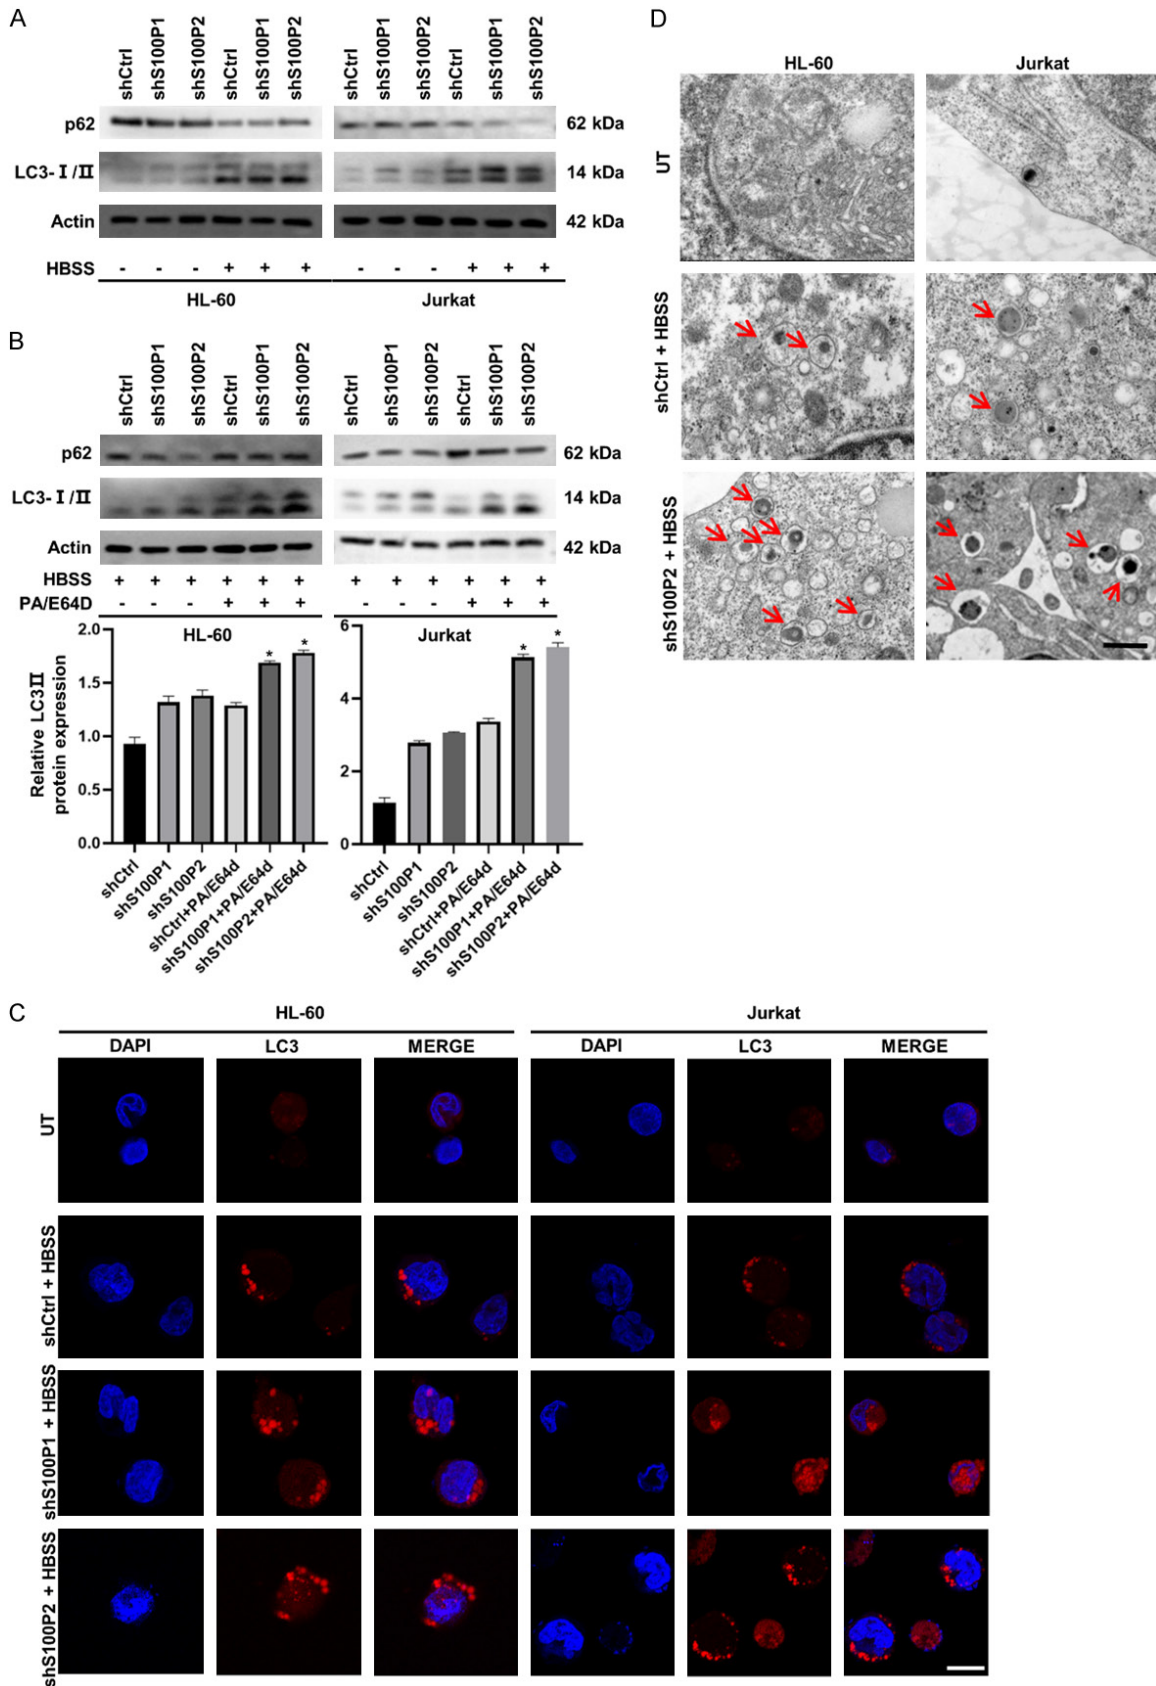 A
shCtrl
shS100P1
shS100P2
shCtrl
shS100P1
shS100P2
shCtrl
shS100P1
shS100P2
shCtrl
shS100P1
shS100P2
p62
62 kDa
LC3-Ⅰ/Ⅱ
14 kDa
Actin
42 kDa
HBSS - - - + + + - - - + + +
HL-60 Jurkat
B
shCtrl
shS100P1
shS100P2
shCtrl
shS100P1
shS100P2
shCtrl
shS100P1
shS100P2
shCtrl
shS100P1
shS100P2
p62
62 kDa
LC3-Ⅰ/Ⅱ
14 kDa
Actin
42 kDa
HBSS + + + + + + + + + + + +
PA/E64D - - - + + + - - - + + +
HL-60
Relative LC3Ⅱ
protein expression
2.0
1.5
1.0
0.5
0.0
* *
shCtrl
shS100P1
shS100P2
shCtrl+PA/E64d
shS100P1+PA/E64d
shS100P2+PA/E64d
Jurkat
6
4
2
0
* *
shCtrl
shS100P1
shS100P2
shCtrl+PA/E64d
shS100P1+PA/E64d
shS100P2+PA/E64d
D
HL-60 Jurkat
UT
shCtrl + HBSS
shS100P2 + HBSS
C
HL-60 Jurkat
DAPI LC3 MERGE DAPI LC3 MERGE
UT
shCtrl + HBSS
shS100P1 + HBSS
shS100P2 + HBSS